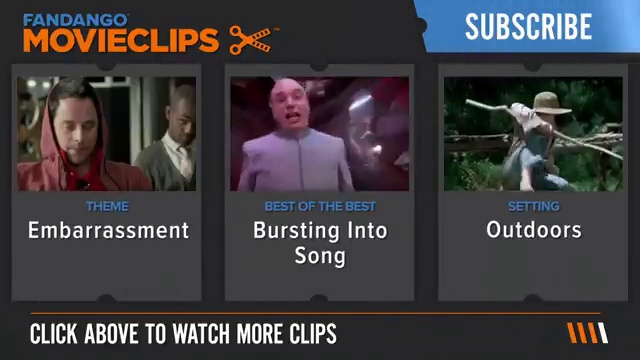 FANDANGO
MOVIECLIPS
SUBSCRIBE
THEME
Embarrassment
BEST OF THE BEST
Bursting Into
Song
SETTING
Outdoors
CLICK ABOVE TO WATCH MORE CLIPS